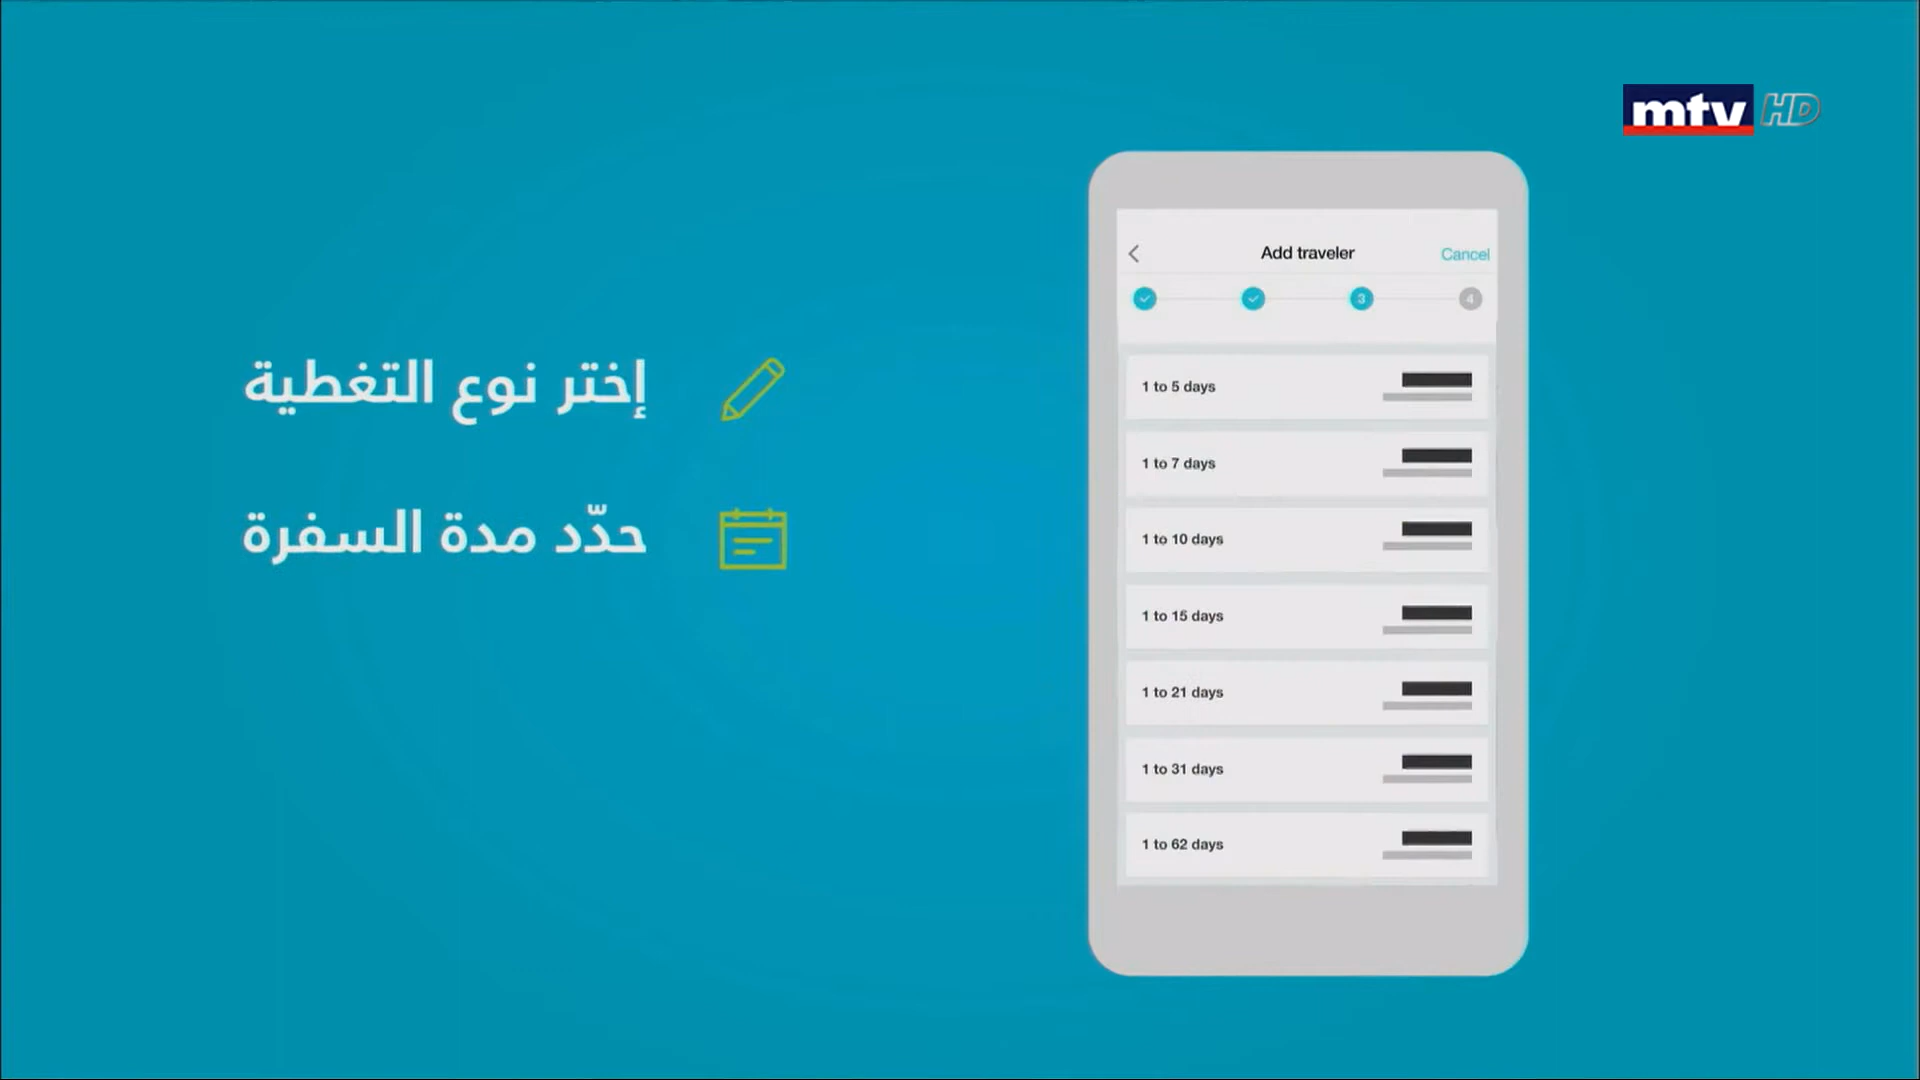 mtv HD
إختر نوع التغطية
حدّد مدة السفرة
Add traveler
Cancel
3
4
1 to 5 days
1 to 7 days
1 to 10 days
1 to 15 days
1 to 21 days
1 to 31 days
1 to 62 days